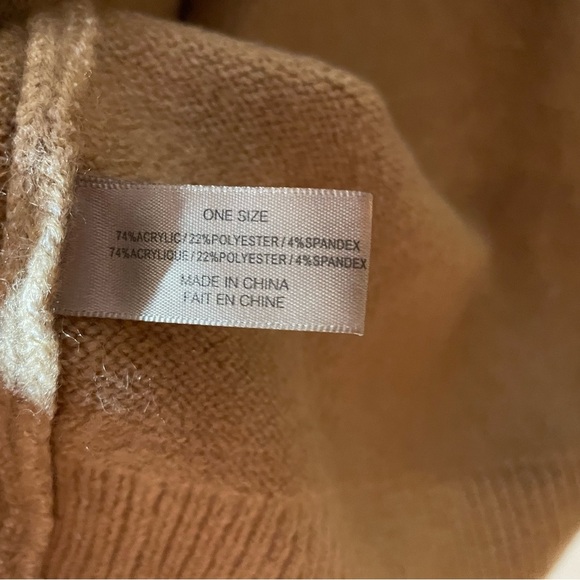 ONE SIZE
74%ACRYLIC/22%POLYESTER/4%SPANDEX
74%ACRYLIQUE/22%POLYESTER/4%SPANDEX
MADE IN CHINA
FAIT EN CHINE